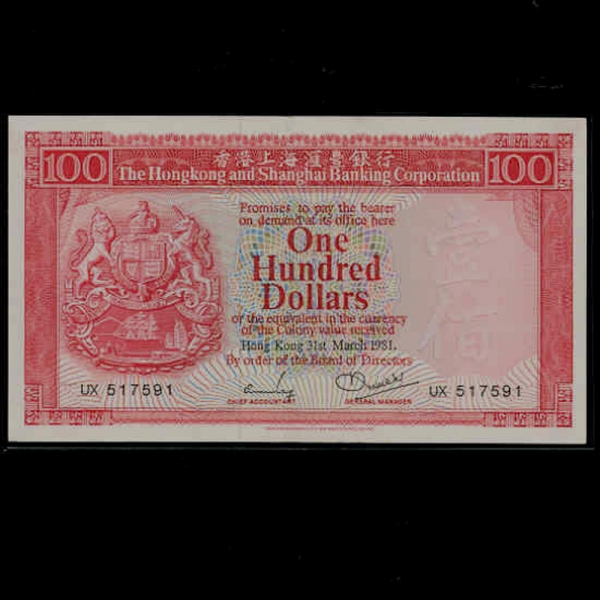 100
香港上海滙豐銀行
100
The Hongkong and Shanghai Banking Corporation
Promises to pay the bearer
on demand at its office here
One
Hundred
Dollars
or the equivalent in the currency
of the Colony value received
Hong Kong 31st March 1981.
By order of the Board of Directors
壹佰
UX 517591
UX 517591
CHIEF ACCOUNTANT
GENERAL MANAGER